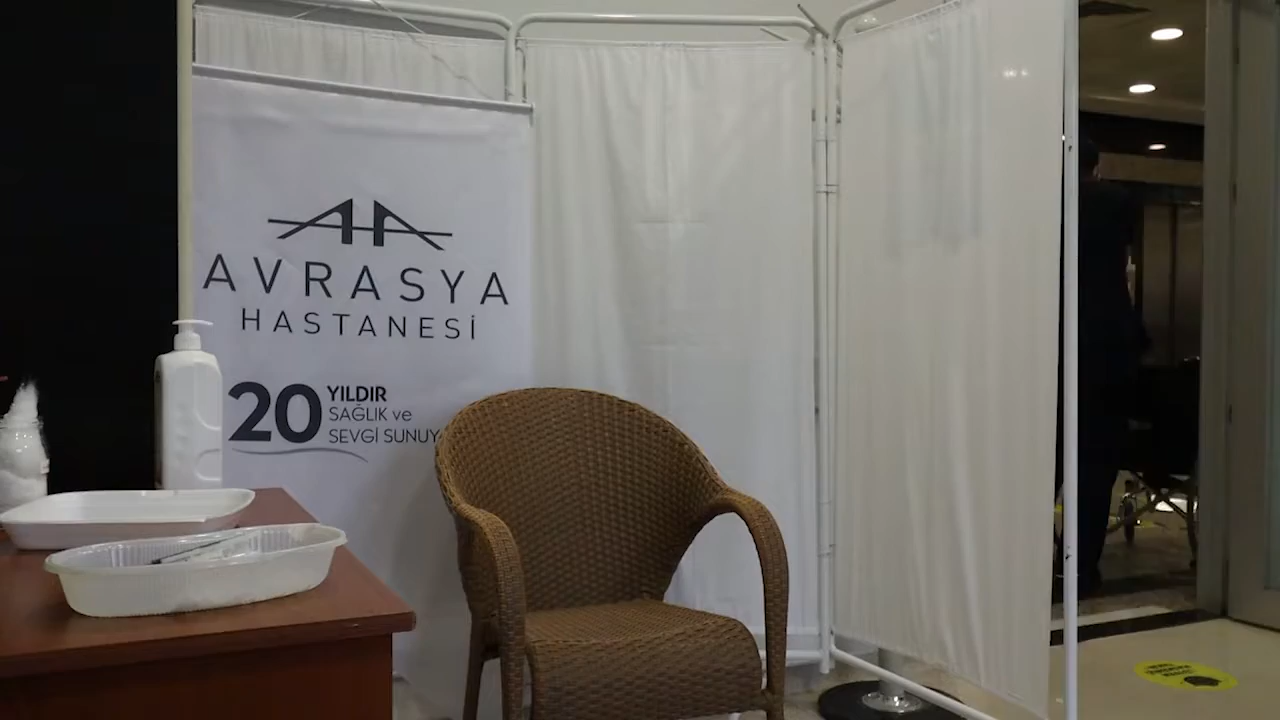 AVRASYA
HASTANESİ
20 YILDIR
SAĞLIK ve
SEVGİ SUNUY